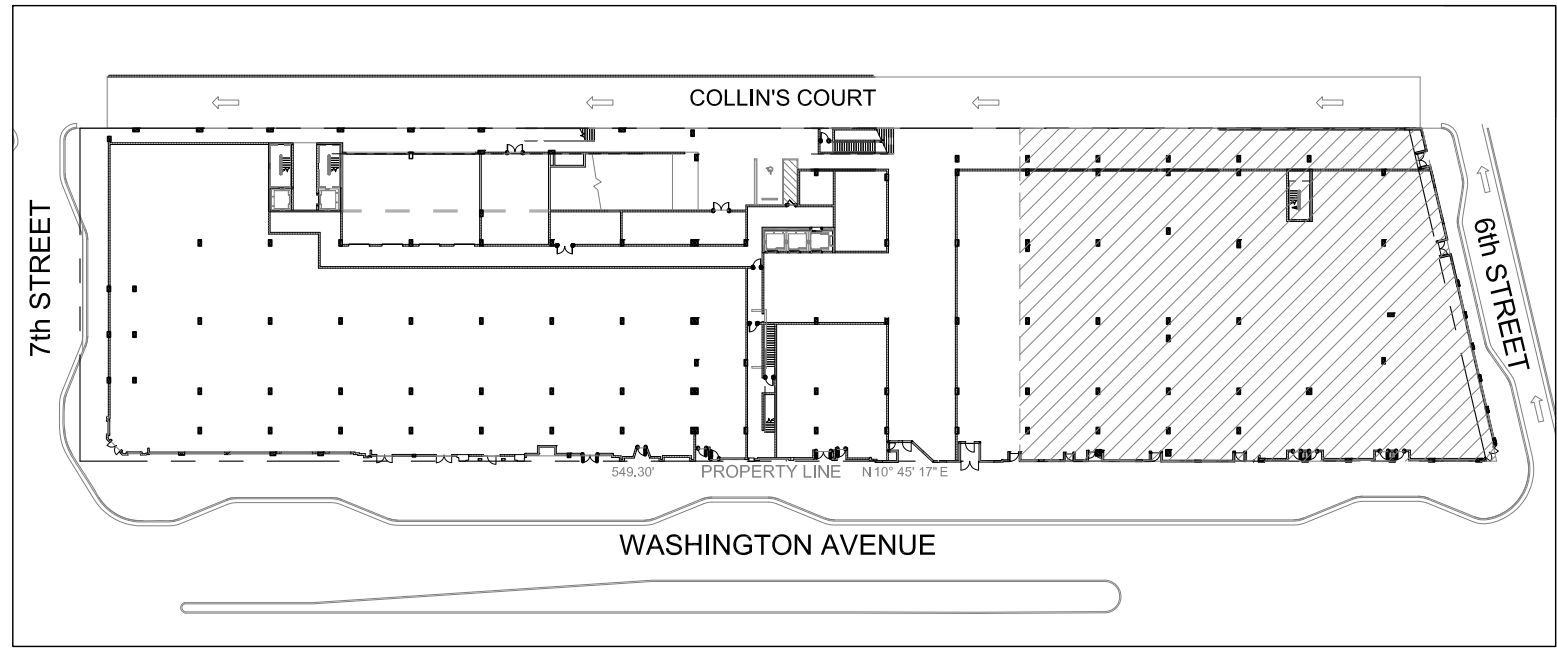 COLLIN'S COURT
7th STREET
6th STREET
549.30' PROPERTY LINE N 10° 45' 17" E
WASHINGTON AVENUE